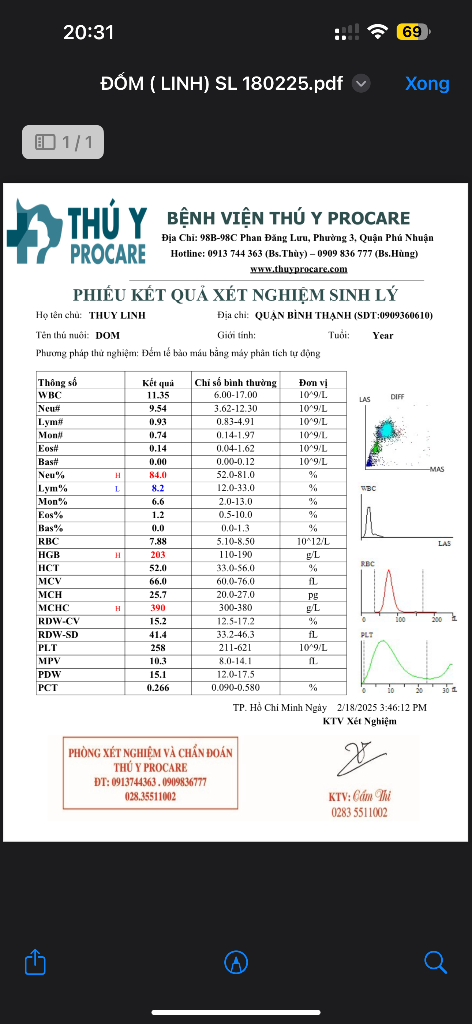 20:31
69
ĐỐM ( LINH) SL 180225.pdf
Xong
1 / 1
THÚ Y
PROCARE
BỆNH VIỆN THÚ Y PROCARE
Địa Chỉ: 98B-98C Phan Đăng Lưu, Phường 3, Quận Phú Nhuận
Hotline: 0913 744 363 (Bs.Thùy) – 0909 836 777 (Bs.Hùng)
www.thuyprocare.com
PHIẾU KẾT QUẢ XÉT NGHIỆM SINH LÝ
Họ tên chủ: THUY LINH Địa chỉ: QUẬN BÌNH THẠNH (SDT:0909360610)
Tên thú nuôi: DOM Giới tính: Tuổi: Year
Phương pháp thử nghiệm: Đếm tế bào máu bằng máy phân tích tự động
Thông số Kết quả Chỉ số bình thường Đơn vị
WBC 11.35 6.00-17.00 10^9/L
Neu# 9.54 3.62-12.30 10^9/L
Lym# 0.93 0.83-4.91 10^9/L
Mon# 0.74 0.14-1.97 10^9/L
Eos# 0.14 0.04-1.62 10^9/L
Bas# 0.00 0.00-0.12 10^9/L
Neu% H 84.0 52.0-81.0 %
Lym% L 8.2 12.0-33.0 %
Mon% 6.6 2.0-13.0 %
Eos% 1.2 0.5-10.0 %
Bas% 0.0 0.0-1.3 %
RBC 7.88 5.10-8.50 10^12/L
HGB H 203 110-190 g/L
HCT 52.0 33.0-56.0 %
MCV 66.0 60.0-76.0 fL
MCH 25.7 20.0-27.0 pg
MCHC H 390 300-380 g/L
RDW-CV 15.2 12.5-17.2 %
RDW-SD 41.4 33.2-46.3 fL
PLT 258 211-621 10^9/L
MPV 10.3 8.0-14.1 fL
PDW 15.1 12.0-17.5
PCT 0.266 0.090-0.580 %
LAS DIFF
MAS
WBC
LAS
RBC
0 100 200 fL
PLT
0 10 20 30 fL
TP. Hồ Chí Minh Ngày 2/18/2025 3:46:12 PM
KTV Xét Nghiệm
PHÒNG XÉT NGHIỆM VÀ CHẨN ĐOÁN
THÚ Y PROCARE
ĐT: 0913744363 . 0909836777
028.35511002
KTV: Cẩm Thi
0283 5511002